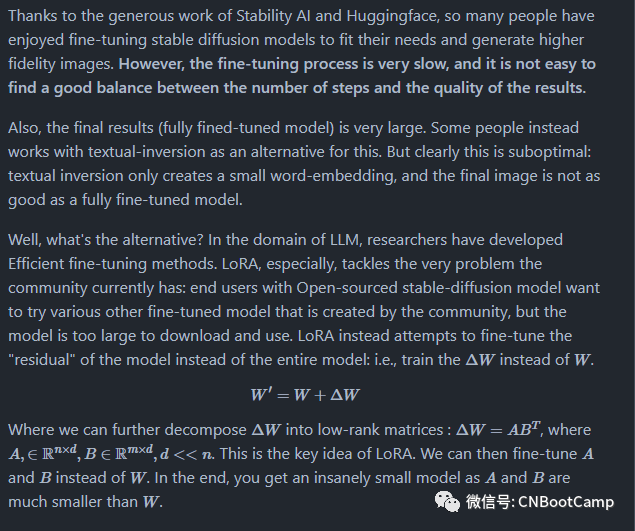 Thanks to the generous work of Stability AI and Huggingface, so many people have
enjoyed fine-tuning stable diffusion models to fit their needs and generate higher
fidelity images. However, the fine-tuning process is very slow, and it is not easy to
find a good balance between the number of steps and the quality of the results.
Also, the final results (fully fined-tuned model) is very large. Some people instead
works with textual-inversion as an alternative for this. But clearly this is suboptimal:
textual inversion only creates a small word-embedding, and the final image is not as
good as a fully fine-tuned model.
Well, what's the alternative? In the domain of LLM, researchers have developed
Efficient fine-tuning methods. LoRA, especially, tackles the very problem the
community currently has: end users with Open-sourced stable-diffusion model want
to try various other fine-tuned model that is created by the community, but the
model is too large to download and use. LoRA instead attempts to fine-tune the
"residual" of the model instead of the entire model: i.e., train the ΔW instead of W.
W′ = W + ΔW
Where we can further decompose ΔW into low-rank matrices : ΔW = ABᵀ, where
A, ∈ ℝⁿˣᵈ, B ∈ ℝᵐˣᵈ, d << n. This is the key idea of LoRA. We can then fine-tune A
and B instead of W. In the end, you get an insanely small model as A and B are
much smaller than W.
微信号: CNBootCamp